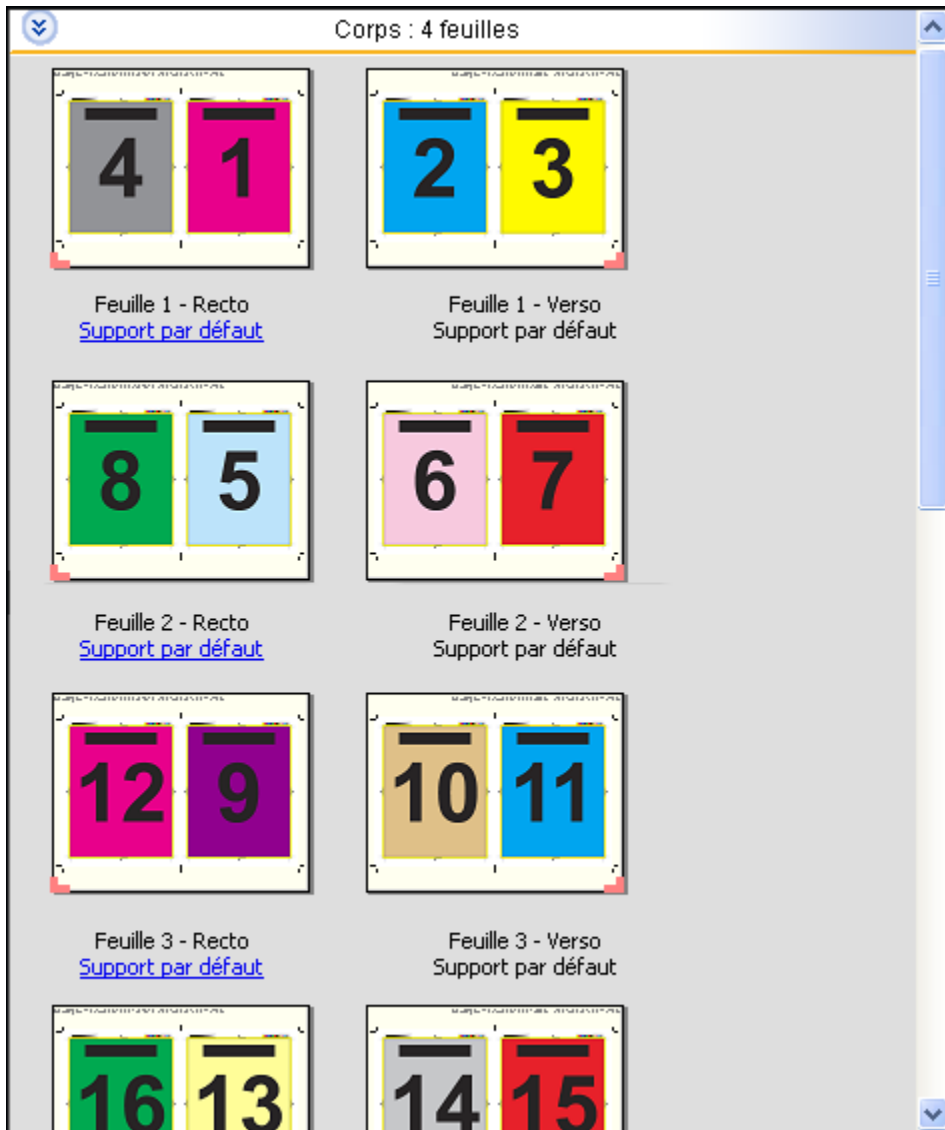 Corps : 4 feuilles
4 1 2 3
Feuille 1 - Recto Feuille 1 - Verso
Support par défaut Support par défaut
8 5 6 7
Feuille 2 - Recto Feuille 2 - Verso
Support par défaut Support par défaut
12 9 10 11
Feuille 3 - Recto Feuille 3 - Verso
Support par défaut Support par défaut
16 13 14 15